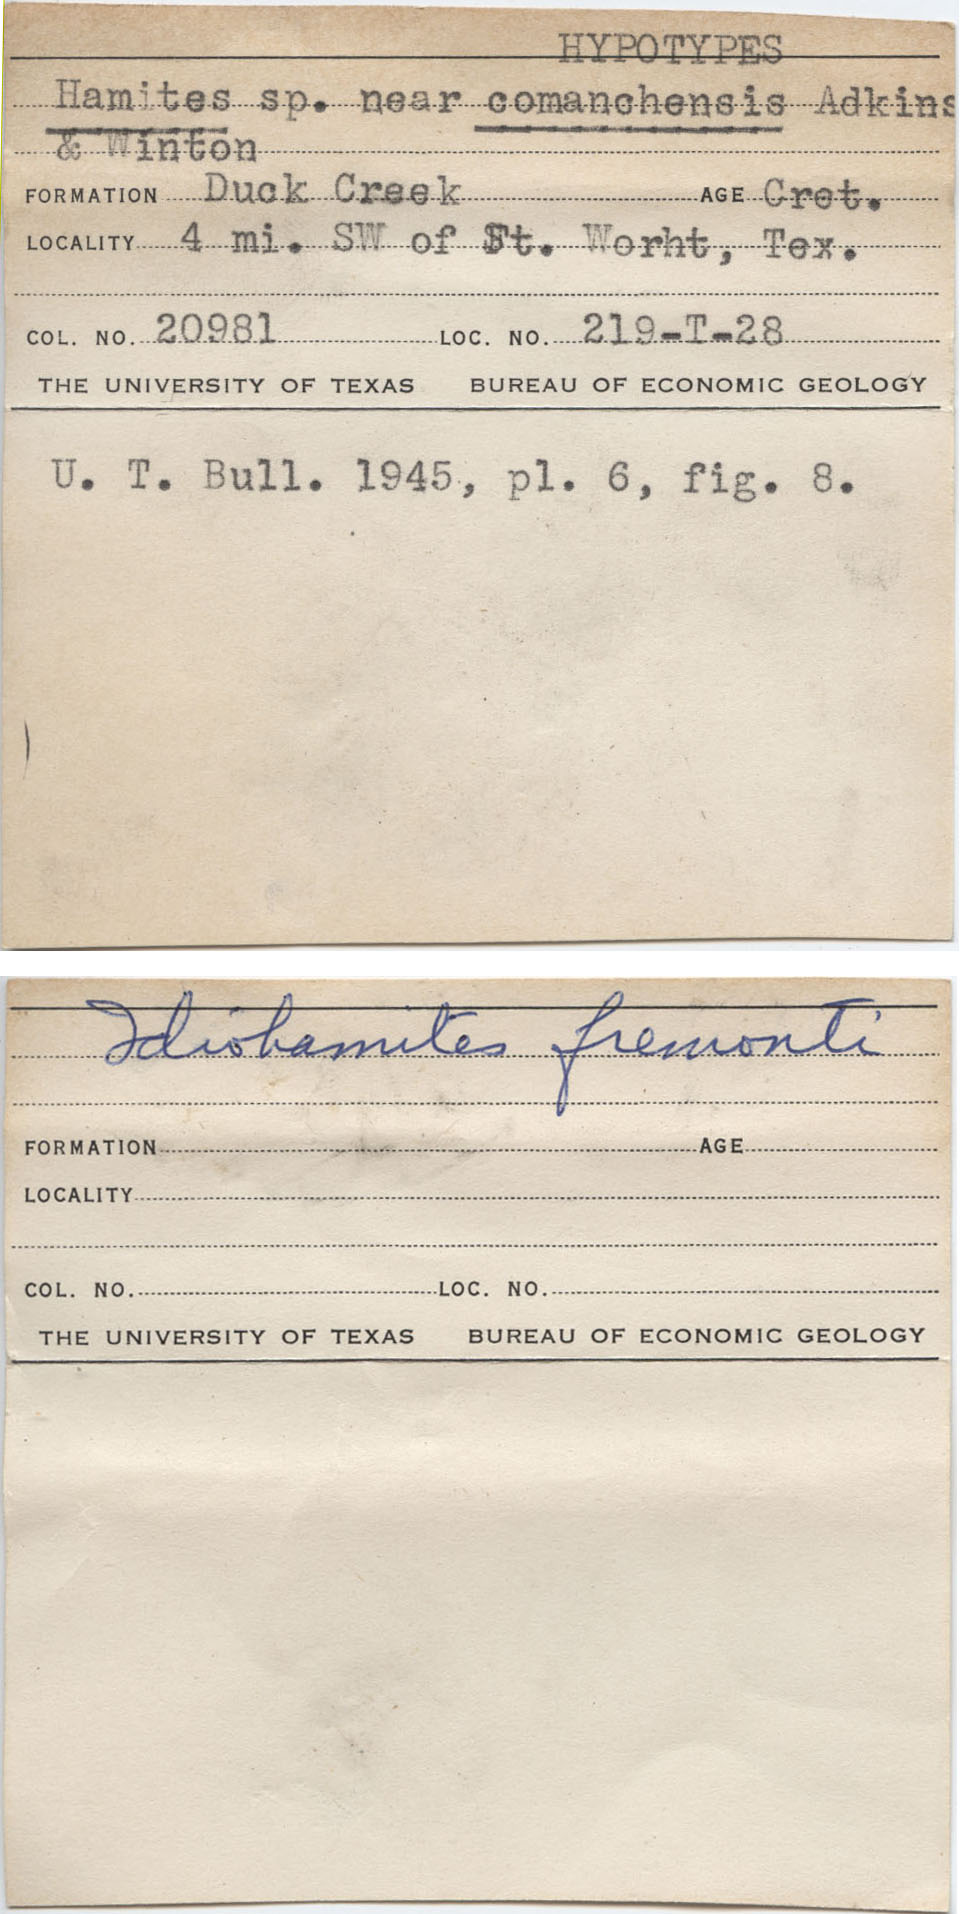 HYPOTYPES
Hamites sp. near comanchensis Adkins
& Winton
FORMATION Duck Creek AGE Cret.
LOCALITY 4 mi. SW of Ft. Worht, Tex.
COL. NO. 20981 LOC. NO. 219-T-28
THE UNIVERSITY OF TEXAS BUREAU OF ECONOMIC GEOLOGY
U. T. Bull. 1945, pl. 6, fig. 8.
Idiohamites fremonti
FORMATION AGE
LOCALITY
COL. NO. LOC. NO.
THE UNIVERSITY OF TEXAS BUREAU OF ECONOMIC GEOLOGY